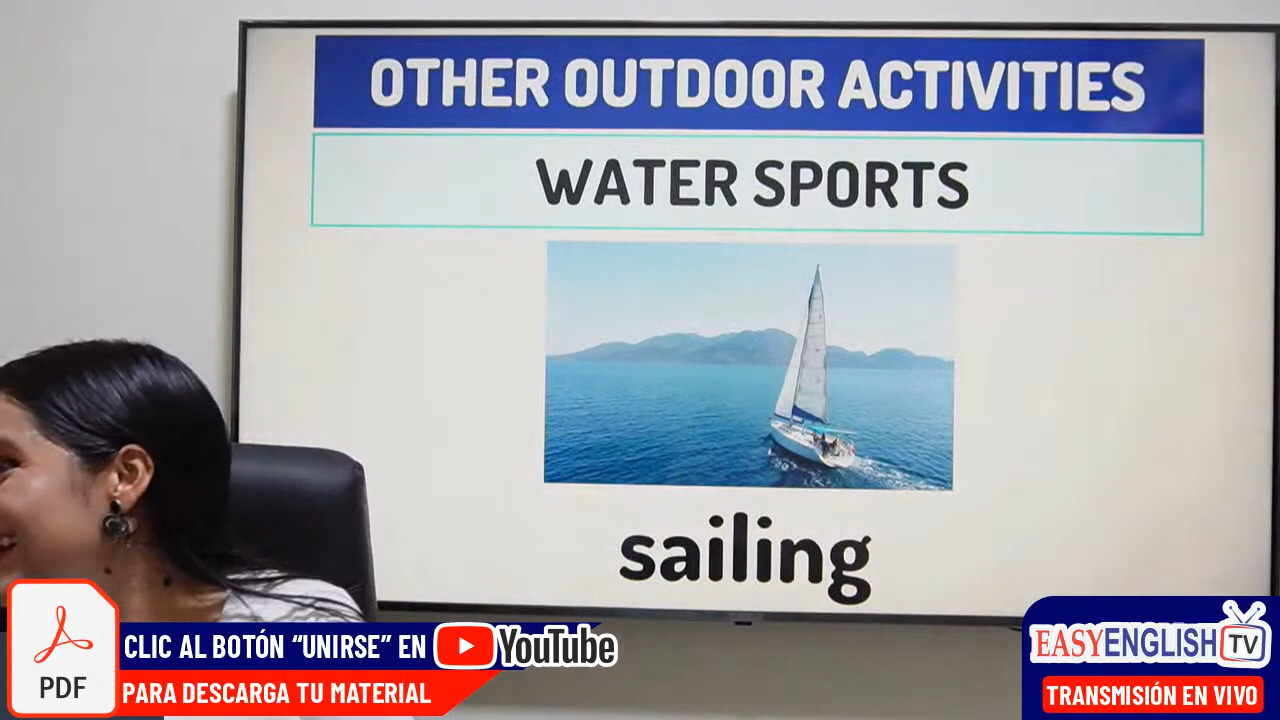 OTHER OUTDOOR ACTIVITIES
WATER SPORTS
sailing
PDF
CLIC AL BOTÓN “UNIRSE” EN YouTube
PARA DESCARGA TU MATERIAL
EASYENGLISH TV
TRANSMISIÓN EN VIVO